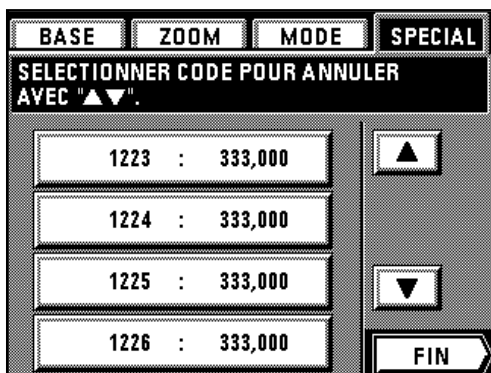 BASE ZOOM MODE SPECIAL
SELECTIONNER CODE POUR ANNULER
AVEC "▲▼".
1223 : 333,000
▲
1224 : 333,000
1225 : 333,000
▼
1226 : 333,000
FIN